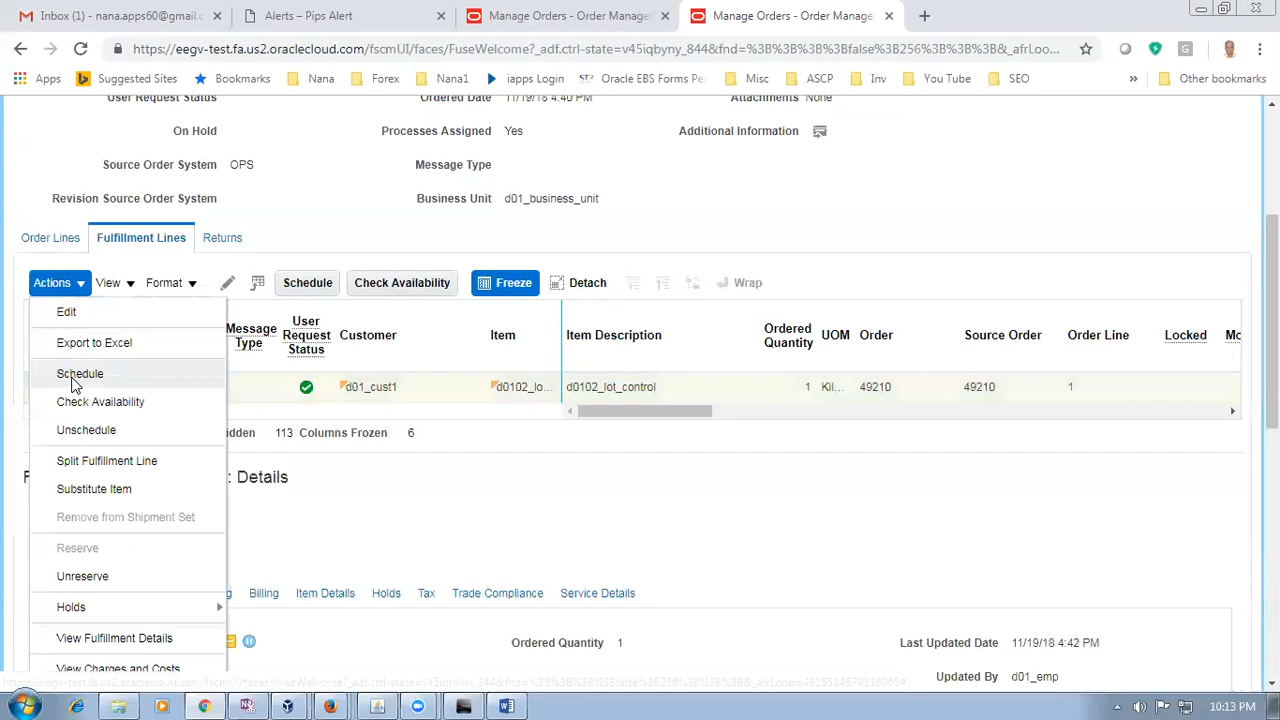 Inbox (1) - nana.apps60@gmail.c
Alerts – Pips Alert
Manage Orders - Order Manager
Manage Orders - Order Manage
https://eegv-test.fa.us2.oraclecloud.com/fscmUI/faces/FuseWelcome?_adf.ctrl-state=v45iqbyny_844&fnd=%3B%3B%3B%3Bfalse%3B256%3B%3B%3B&_afrLoo...
Apps Suggested Sites Bookmarks Nana Forex Nana1 iapps Login Oracle EBS Forms Pe Misc ASCP Inv You Tube SEO » Other bookmarks
User Request Status Ordered Date 11/19/18 4:40 PM Attachments None
On Hold Processes Assigned Yes Additional Information
Source Order System OPS Message Type
Revision Source Order System Business Unit d01_business_unit
Order Lines Fulfillment Lines Returns
Actions View Format Schedule Check Availability Freeze Detach Wrap
Message Type User Request Status Customer Item Item Description Ordered Quantity UOM Order Source Order Order Line Locked Mo
d01_cust1 d0102_lo... d0102_lot_control 1 Kil... 49210 49210 1
Edit
Export to Excel
Schedule
Check Availability
Unschedule
Split Fulfillment Line
Substitute Item
Remove from Shipment Set
Reserve
Unreserve
Holds
View Fulfillment Details
View Charges and Costs
idden 113 Columns Frozen 6
F : Details
g Billing Item Details Holds Tax Trade Compliance Service Details
Ordered Quantity 1 Last Updated Date 11/19/18 4:42 PM
Updated By d01_emp
10:13 PM